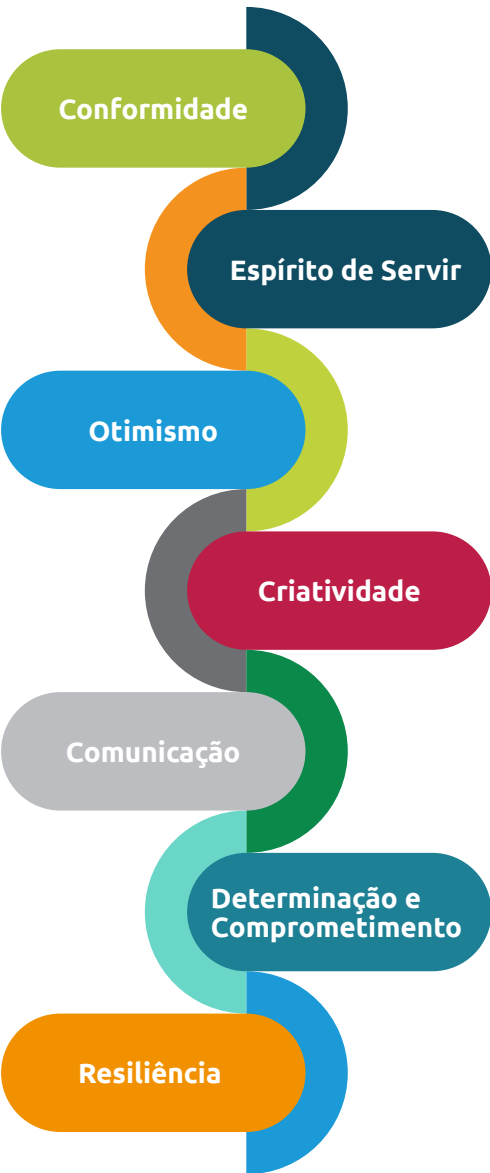 Conformidade
Espírito de Servir
Otimismo
Criatividade
Comunicação
Determinação e
Comprometimento
Resiliência